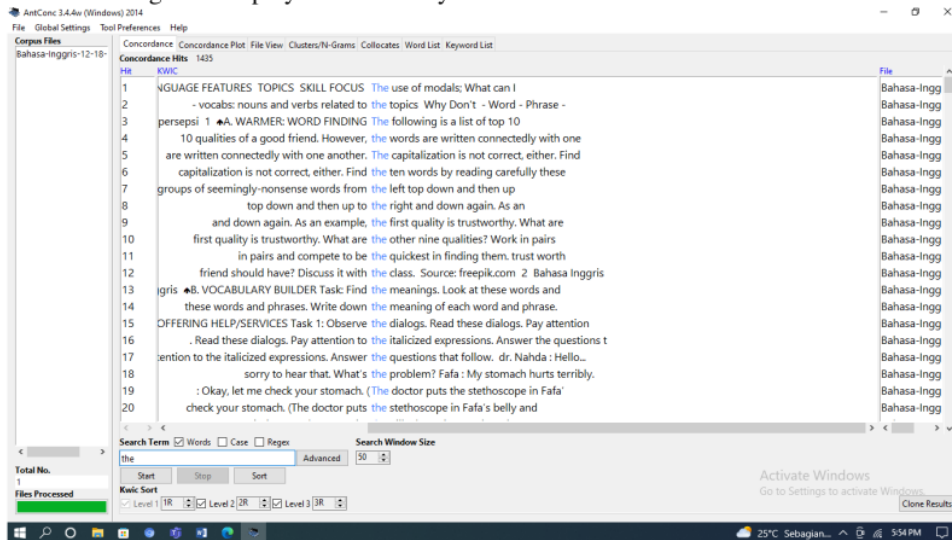 AntConc 3.4.4w (Windows) 2014
File Global Settings Tool Preferences Help
Corpus Files
Bahasa-Inggris-12-18-
Concordance Concordance Plot File View Clusters/N-Grams Collocates Word List Keyword List
Concordance Hits 1435
Hit KWIC File
1 NGUAGE FEATURES TOPICS SKILL FOCUS The use of modals; What can I Bahasa-Ingg
2 - vocabs: nouns and verbs related to the topics Why Don't - Word - Phrase - Bahasa-Ingg
3 persepsi 1 ♠A. WARMER: WORD FINDING The following is a list of top 10 Bahasa-Ingg
4 10 qualities of a good friend. However, the words are written connectedly with one Bahasa-Ingg
5 are written connectedly with one another. The capitalization is not correct, either. Find Bahasa-Ingg
6 capitalization is not correct, either. Find the ten words by reading carefully these Bahasa-Ingg
7 groups of seemingly-nonsense words from the left top down and then up Bahasa-Ingg
8 top down and then up to the right and down again. As an Bahasa-Ingg
9 and down again. As an example, the first quality is trustworthy. What are Bahasa-Ingg
10 first quality is trustworthy. What are the other nine qualities? Work in pairs Bahasa-Ingg
11 in pairs and compete to be the quickest in finding them. trust worth Bahasa-Ingg
12 friend should have? Discuss it with the class. Source: freepik.com 2 Bahasa Inggris Bahasa-Ingg
13 gris ♠B. VOCABULARY BUILDER Task: Find the meanings. Look at these words and Bahasa-Ingg
14 these words and phrases. Write down the meaning of each word and phrase. Bahasa-Ingg
15 OFFERING HELP/SERVICES Task 1: Observe the dialogs. Read these dialogs. Pay attention Bahasa-Ingg
16 . Read these dialogs. Pay attention to the italicized expressions. Answer the questions t Bahasa-Ingg
17 tention to the italicized expressions. Answer the questions that follow. dr. Nahda : Hello... Bahasa-Ingg
18 sorry to hear that. What's the problem? Fafa : My stomach hurts terribly. Bahasa-Ingg
19 : Okay, let me check your stomach. (The doctor puts the stethoscope in Fafa' Bahasa-Ingg
20 check your stomach. (The doctor puts the stethoscope in Fafa's belly and Bahasa-Ingg
Search Term Words Case Regex Search Window Size
the Advanced 50
Total No.
1
Files Processed
Start Stop Sort
Kwic Sort
Level 1 1R Level 2 2R Level 3 3R
Activate Windows
Go to Settings to activate Windows.
Clone Results
25°C Sebagian... 5:54 PM